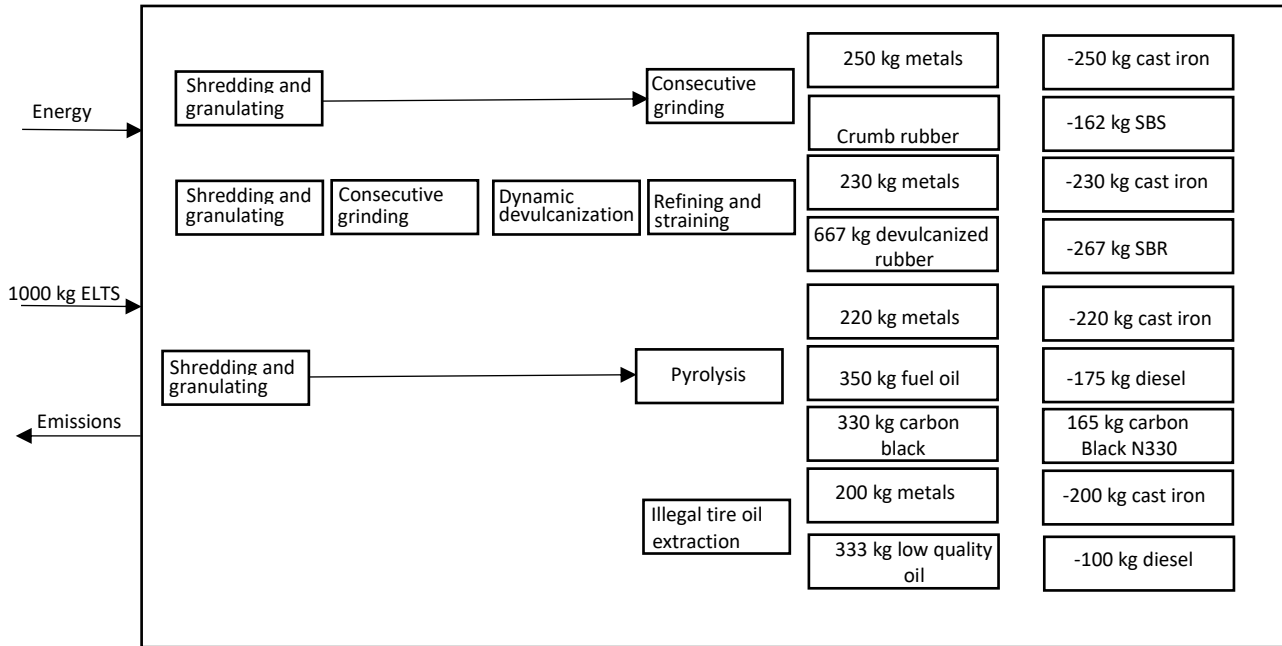 250 kg metals
-250 kg cast iron
Shredding and
granulating
Consecutive
grinding
Energy
Crumb rubber
-162 kg SBS
230 kg metals
-230 kg cast iron
Shredding and
granulating
Consecutive
grinding
Dynamic
devulcanization
Refining and
straining
667 kg devulcanized
rubber
-267 kg SBR
1000 kg ELTS
220 kg metals
-220 kg cast iron
Shredding and
granulating
Pyrolysis
350 kg fuel oil
-175 kg diesel
Emissions
330 kg carbon
black
165 kg carbon
Black N330
200 kg metals
-200 kg cast iron
Illegal tire oil
extraction
333 kg low quality
oil
-100 kg diesel